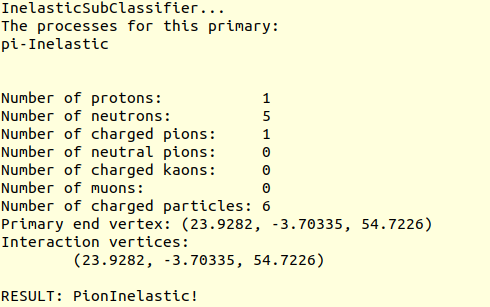 InelasticSubClassifier...
The processes for this primary:
pi-Inelastic
Number of protons: 1
Number of neutrons: 5
Number of charged pions: 1
Number of neutral pions: 0
Number of charged kaons: 0
Number of muons: 0
Number of charged particles: 6
Primary end vertex: (23.9282, -3.70335, 54.7226)
Interaction vertices:
(23.9282, -3.70335, 54.7226)
RESULT: PionInelastic!